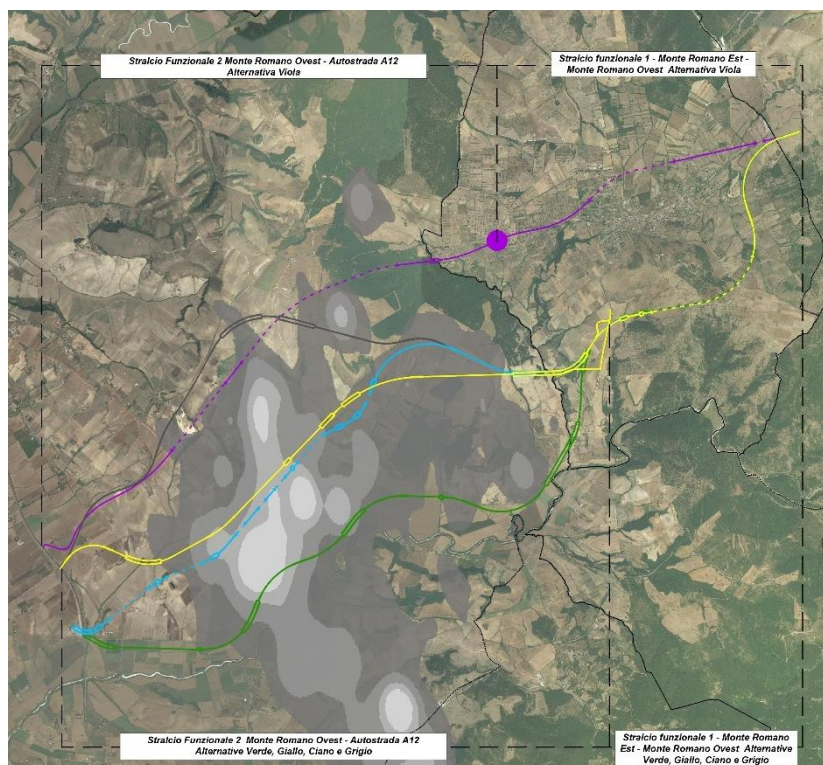 Stralcio Funzionale 2 Monte Romano Ovest - Autostrada A12
Alternativa Viola
Stralcio funzionale 1 - Monte Romano Est -
Monte Romano Ovest Alternativa Viola
Stralcio Funzionale 2 Monte Romano Ovest - Autostrada A12
Alternative Verde, Giallo, Ciano e Grigio
Stralcio funzionale 1 - Monte Romano
Est - Monte Romano Ovest Alternative
Verde, Giallo, Ciano e Grigio